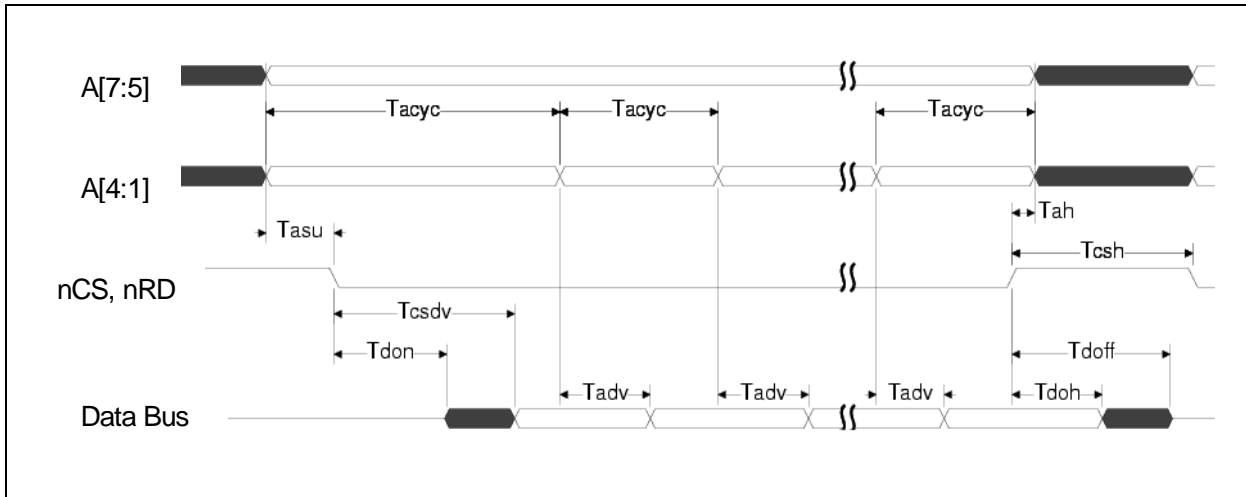 A[7:5]
Tacyc Tacyc Tacyc
A[4:1]
Tah
Tasu
Tcsh
nCS, nRD
Tcsdv
Tdon Tdoff
Tadv Tadv Tadv Tdoh
Data Bus